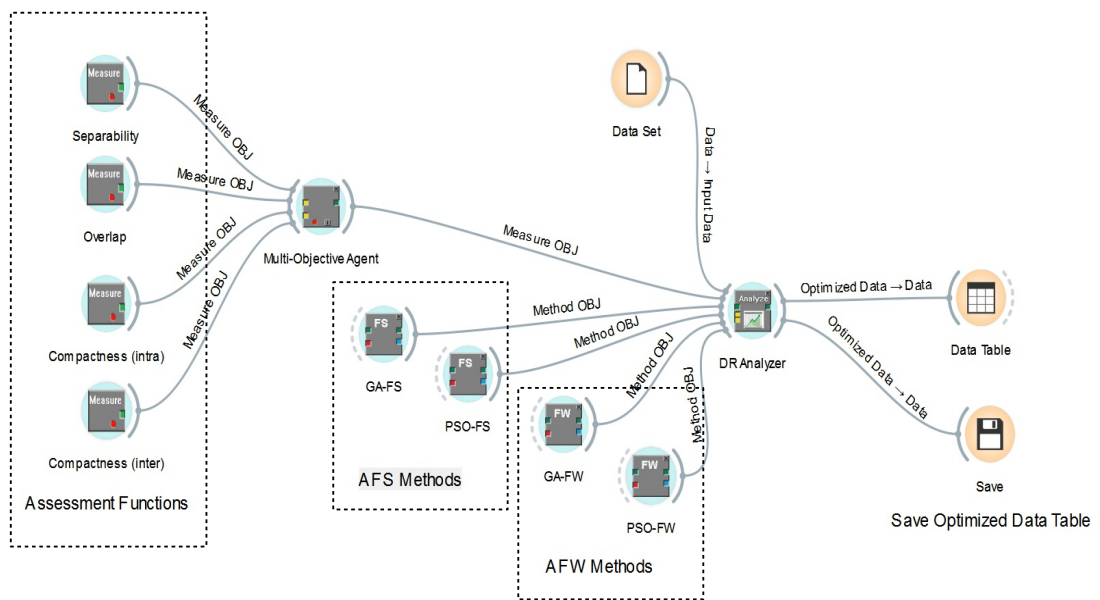 Measure
Separability
Measure
Overlap
Measure
Compactness (intra)
Measure
Compactness (inter)
Assessment Functions
Measure OBJ
Measure OBJ
Measure OBJ
Measure OBJ
Multi-Objective Agent
Measure OBJ
Data Set
Data → Input Data
FS
GA-FS
FS
PSO-FS
AFS Methods
Method OBJ
Method OBJ
FW
GA-FW
FW
PSO-FW
AFW Methods
Method OBJ
Method OBJ
Analyze
DR Analyzer
Optimized Data → Data
Optimized Data → Data
Data Table
Save
Save Optimized Data Table